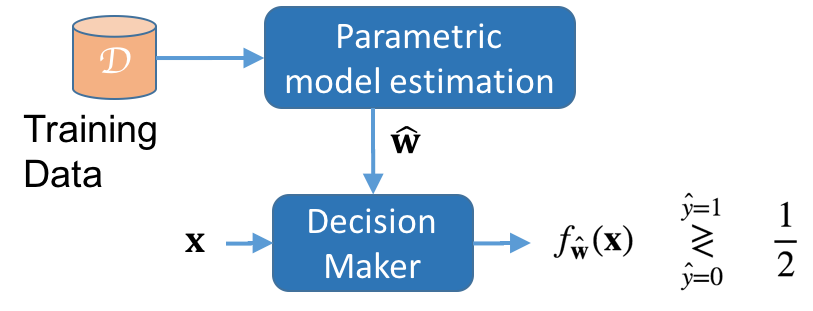 𝒟
Parametric
model estimation
Training
Data
ŵ
x
Decision
Maker
f_ŵ(x) ŷ=1 ≷ ŷ=0 1/2